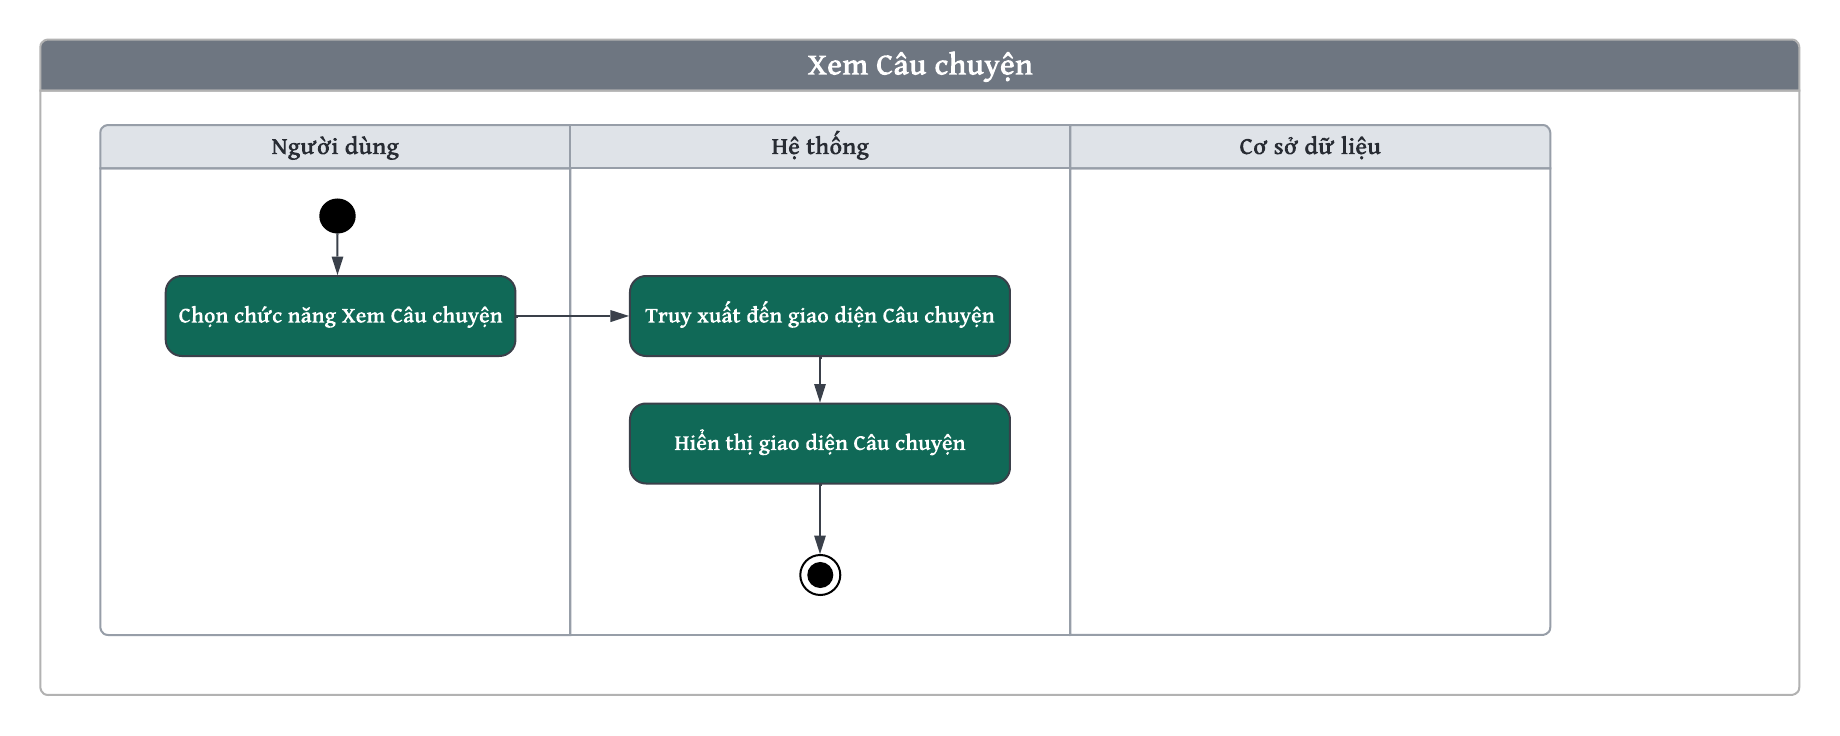 Xem Câu chuyện
Người dùng
Hệ thống
Cơ sở dữ liệu
Chọn chức năng Xem Câu chuyện
Truy xuất đến giao diện Câu chuyện
Hiển thị giao diện Câu chuyện